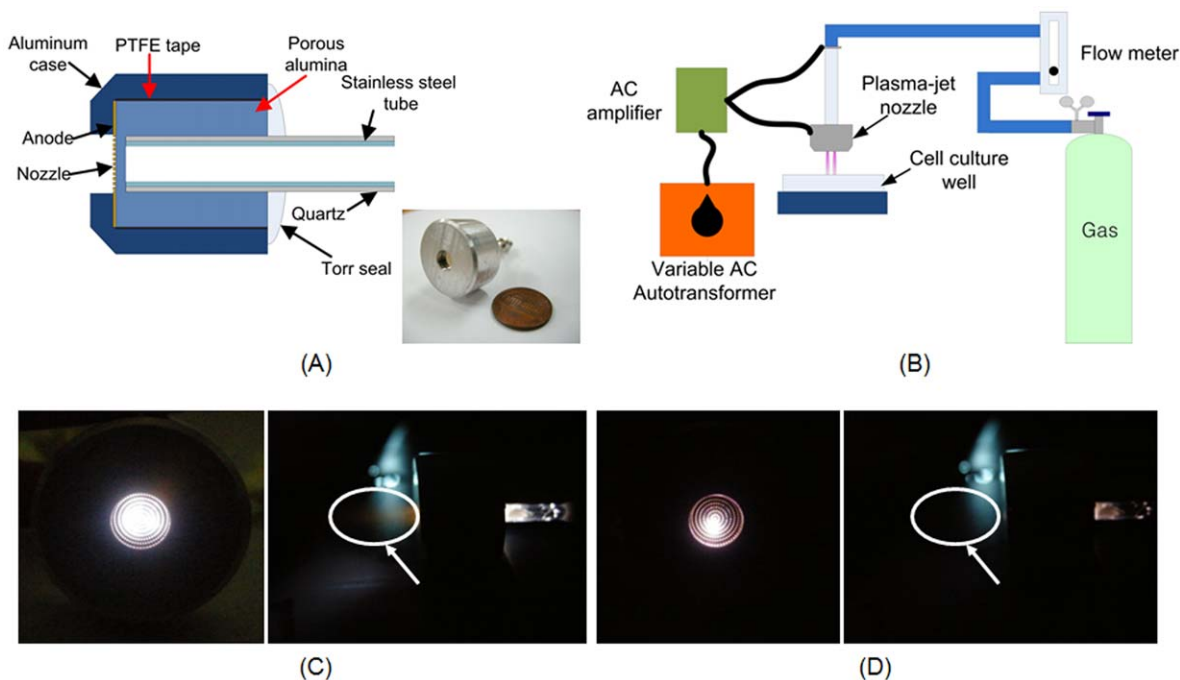 Aluminum
case
PTFE tape
Porous
alumina
Stainless steel
tube
Anode
Nozzle
Quartz
Torr seal
(A)
AC
amplifier
Plasma-jet
nozzle
Flow meter
Cell culture
well
Gas
Variable AC
Autotransformer
(B)
(C)
(D)